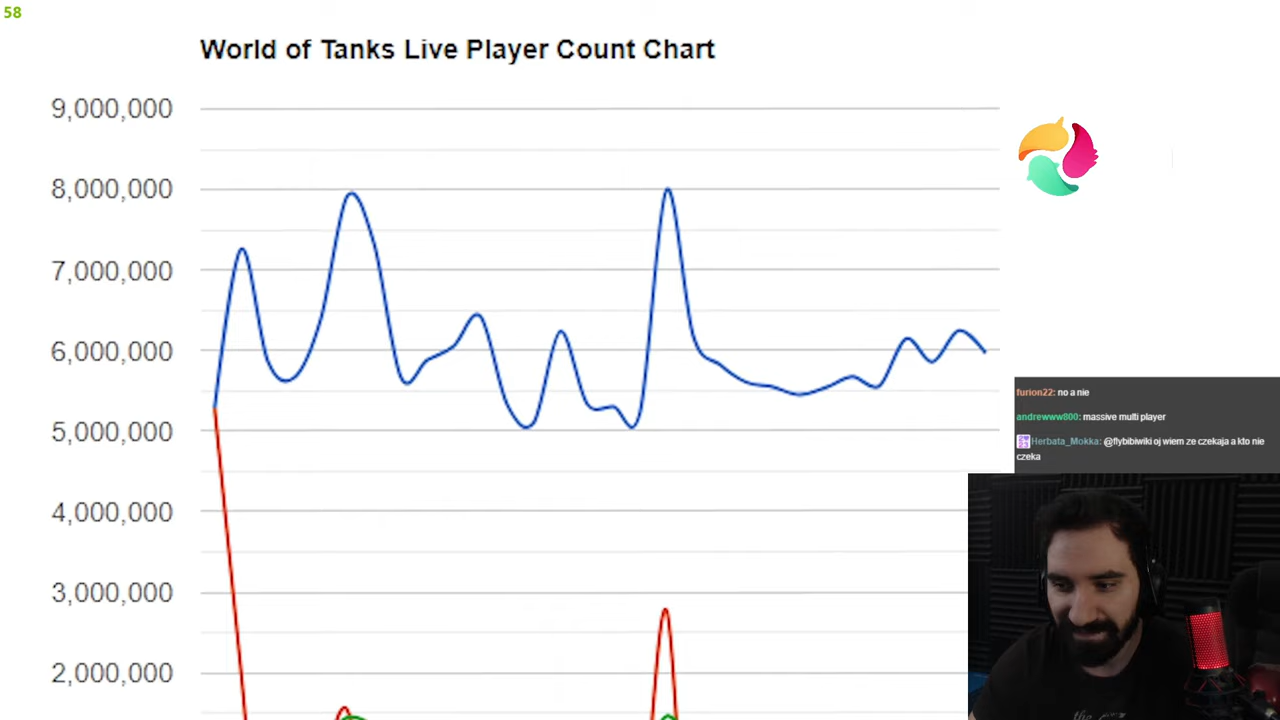 58
World of Tanks Live Player Count Chart
9,000,000
8,000,000
7,000,000
6,000,000
5,000,000
4,000,000
3,000,000
2,000,000
furion22: no a nie
andrewww800: massive multi player
Herbata_Mokka: @flybibiwiki oj wiem ze czekaja a kto nie
czeka